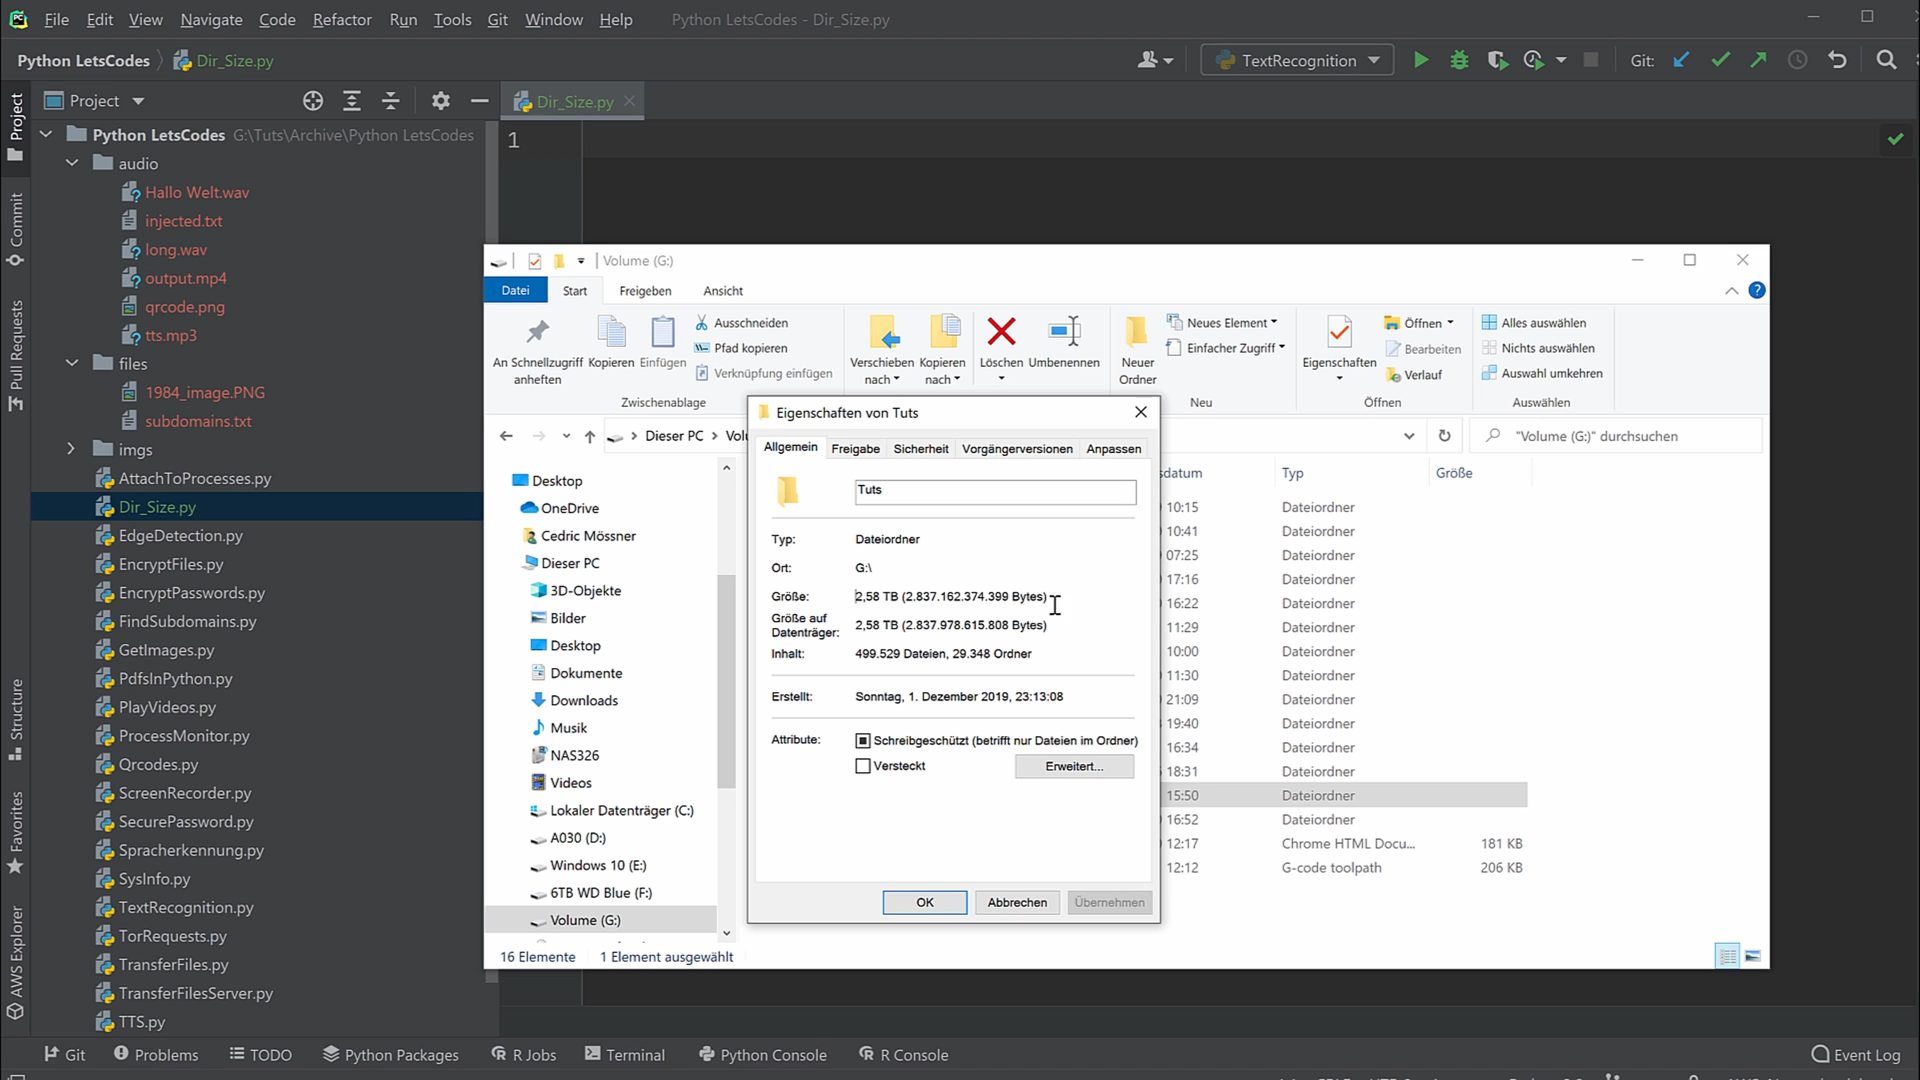 File Edit View Navigate Code Refactor Run Tools Git Window Help Python LetsCodes - Dir_Size.py
Python LetsCodes Dir_Size.py
TextRecognition
Git:
Project
Dir_Size.py
1
Project
Commit
Pull Requests
Structure
Favorites
AWS Explorer
Python LetsCodes G:\Tuts\Archive\Python LetsCodes
audio
Hallo Welt.wav
injected.txt
long.wav
output.mp4
qrcode.png
tts.mp3
files
1984_image.PNG
subdomains.txt
imgs
AttachToProcesses.py
Dir_Size.py
EdgeDetection.py
EncryptFiles.py
EncryptPasswords.py
FindSubdomains.py
GetImages.py
PdfsInPython.py
PlayVideos.py
ProcessMonitor.py
Qrcodes.py
ScreenRecorder.py
SecurePassword.py
Spracherkennung.py
SysInfo.py
TextRecognition.py
TorRequests.py
TransferFiles.py
TransferFilesServer.py
TTS.py
Volume (G:)
Datei Start Freigeben Ansicht
An Schnellzugriff
anheften
Kopieren
Einfügen
Ausschneiden
Pfad kopieren
Verknüpfung einfügen
Zwischenablage
Verschieben
nach
Kopieren
nach
Löschen
Umbenennen
Neuer
Ordner
Neues Element
Einfacher Zugriff
Neu
Eigenschaften
Öffnen
Bearbeiten
Verlauf
Öffnen
Alles auswählen
Nichts auswählen
Auswahl umkehren
Auswählen
Dieser PC
"Volume (G:)" durchsuchen
Desktop
OneDrive
Cedric Mössner
Dieser PC
3D-Objekte
Bilder
Desktop
Dokumente
Downloads
Musik
NAS326
Videos
Lokaler Datenträger (C:)
A030 (D:)
Windows 10 (E:)
6TB WD Blue (F:)
Volume (G:)
Eigenschaften von Tuts
Allgemein Freigabe Sicherheit Vorgängerversionen Anpassen
Tuts
Typ: Dateiordner
Ort: G:\
Größe: 2,58 TB (2.837.162.374.399 Bytes)
Größe auf
Datenträger: 2,58 TB (2.837.978.615.808 Bytes)
Inhalt: 499.529 Dateien, 29.348 Ordner
Erstellt: Sonntag, 1. Dezember 2019, 23:13:08
Attribute: Schreibgeschützt (betrifft nur Dateien im Ordner)
Versteckt Erweitert...
OK Abbrechen Übernehmen
sdatum Typ Größe
10:15 Dateiordner
10:41 Dateiordner
07:25 Dateiordner
17:16 Dateiordner
16:22 Dateiordner
11:29 Dateiordner
10:00 Dateiordner
11:30 Dateiordner
21:09 Dateiordner
19:40 Dateiordner
16:34 Dateiordner
18:31 Dateiordner
15:50 Dateiordner
16:52 Dateiordner
12:17 Chrome HTML Docu... 181 KB
12:12 G-code toolpath 206 KB
16 Elemente 1 Element ausgewählt
Git Problems TODO Python Packages R Jobs Terminal Python Console R Console Event Log